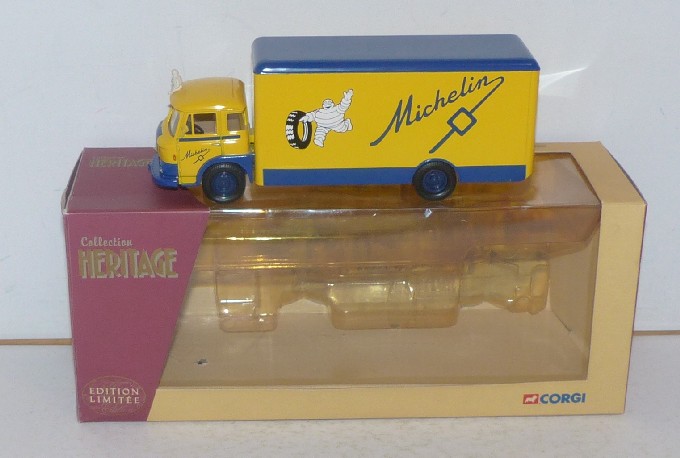 Michelin
Michelin
HERITAGE
Collection
HERITAGE
EDITION
LIMITÉE
CORGI